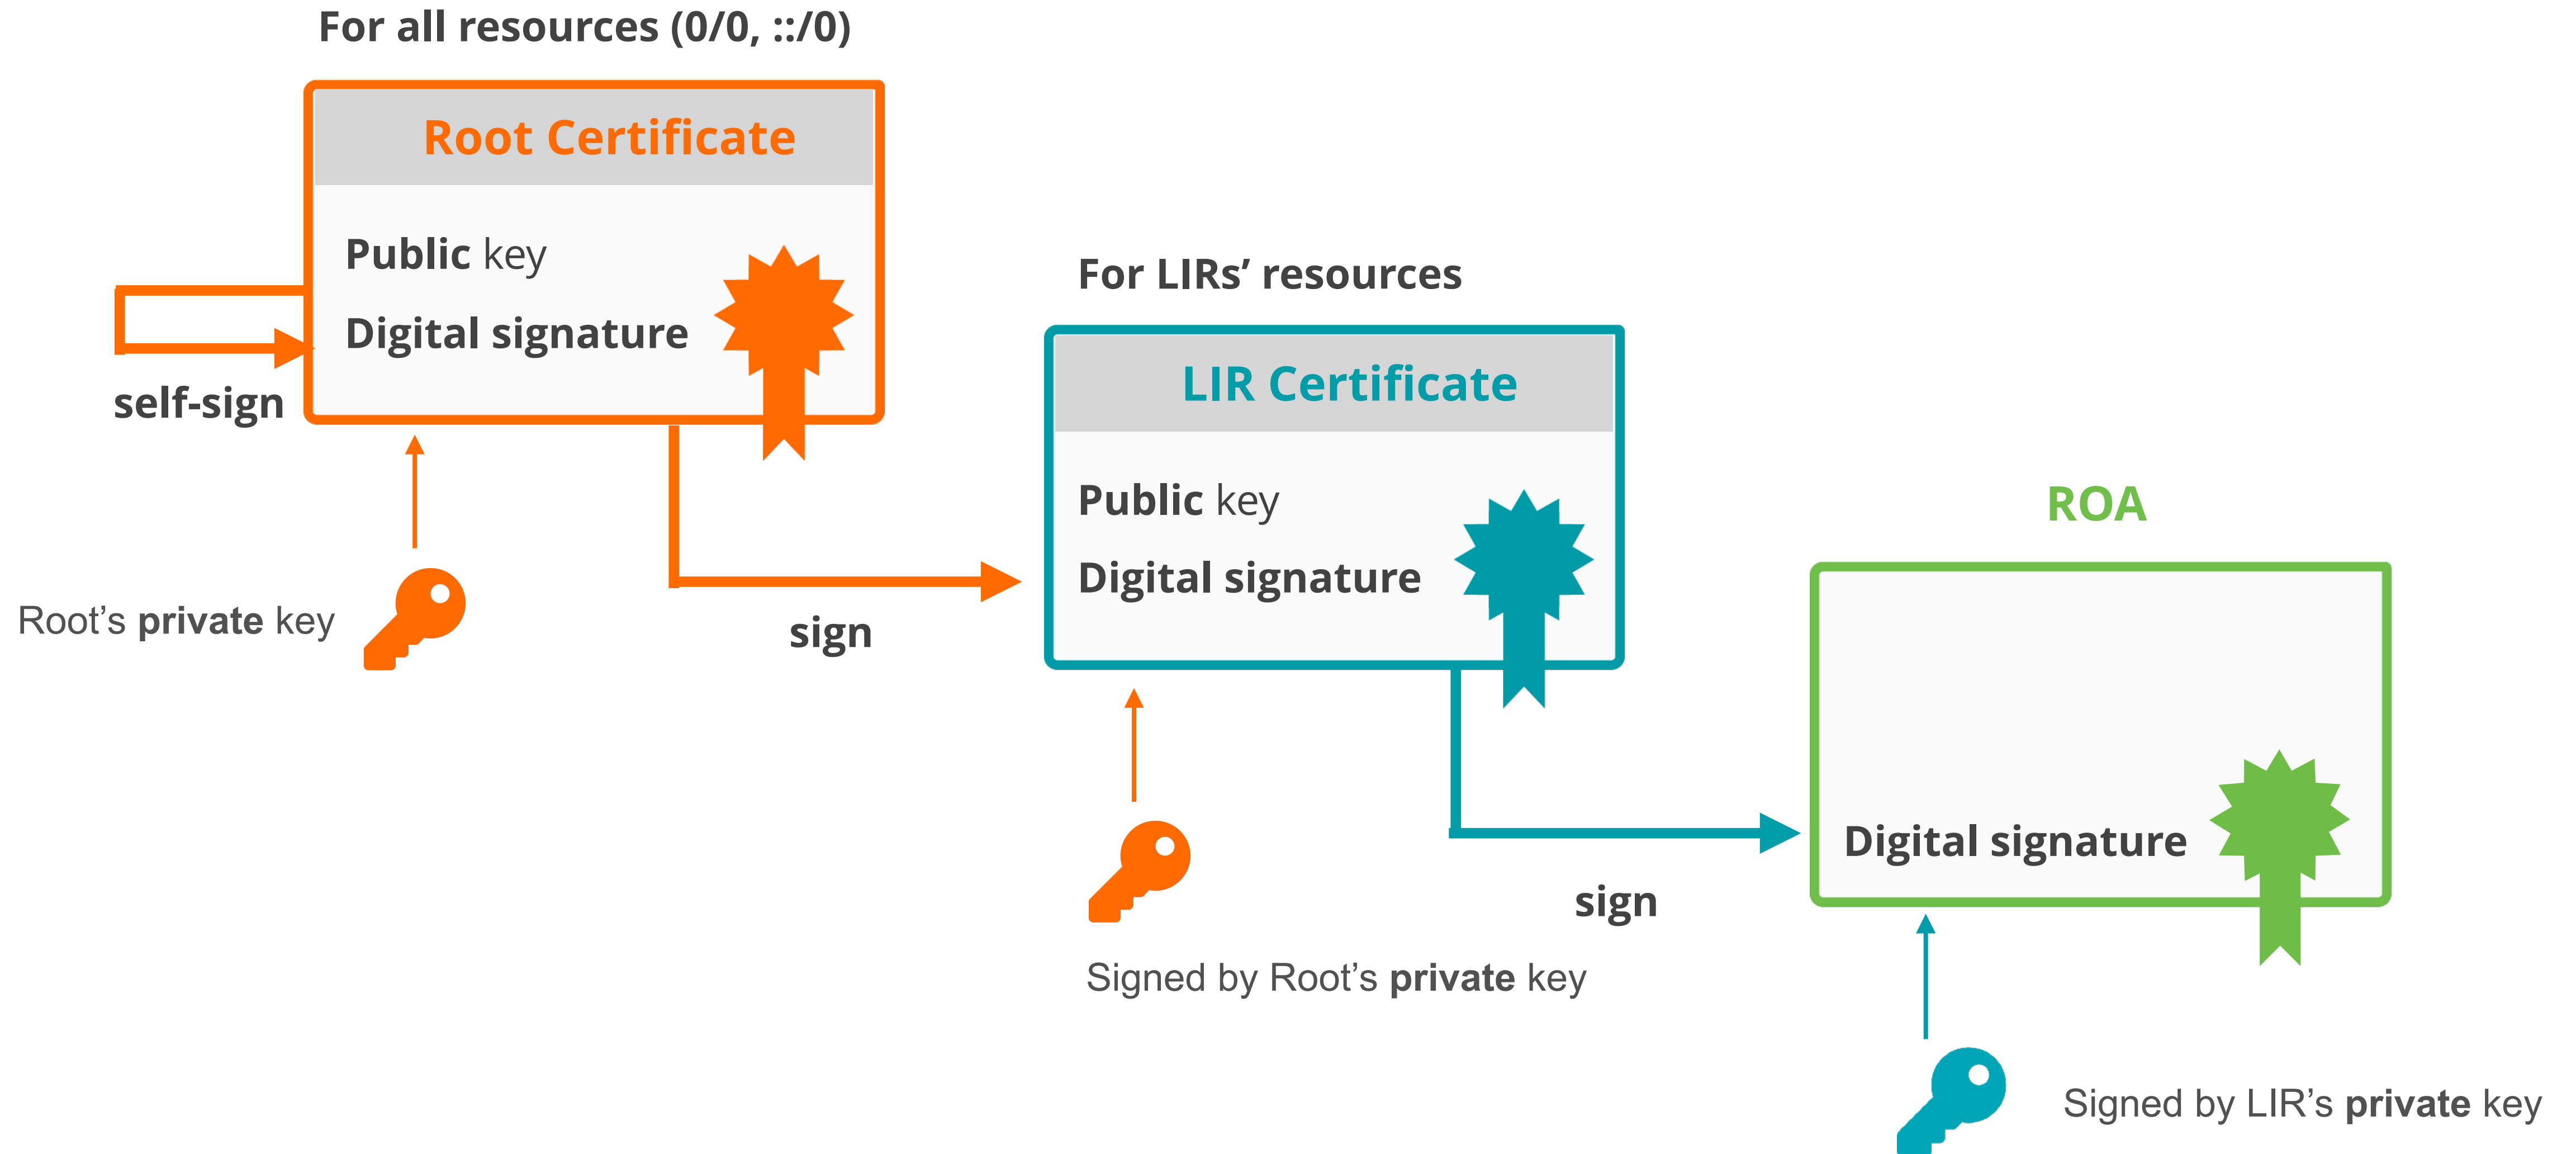 For all resources (0/0, ::/0)
Root Certificate
Public key
Digital signature
self-sign
Root’s private key
sign
For LIRs’ resources
LIR Certificate
Public key
Digital signature
Signed by Root’s private key
sign
ROA
Digital signature
Signed by LIR’s private key